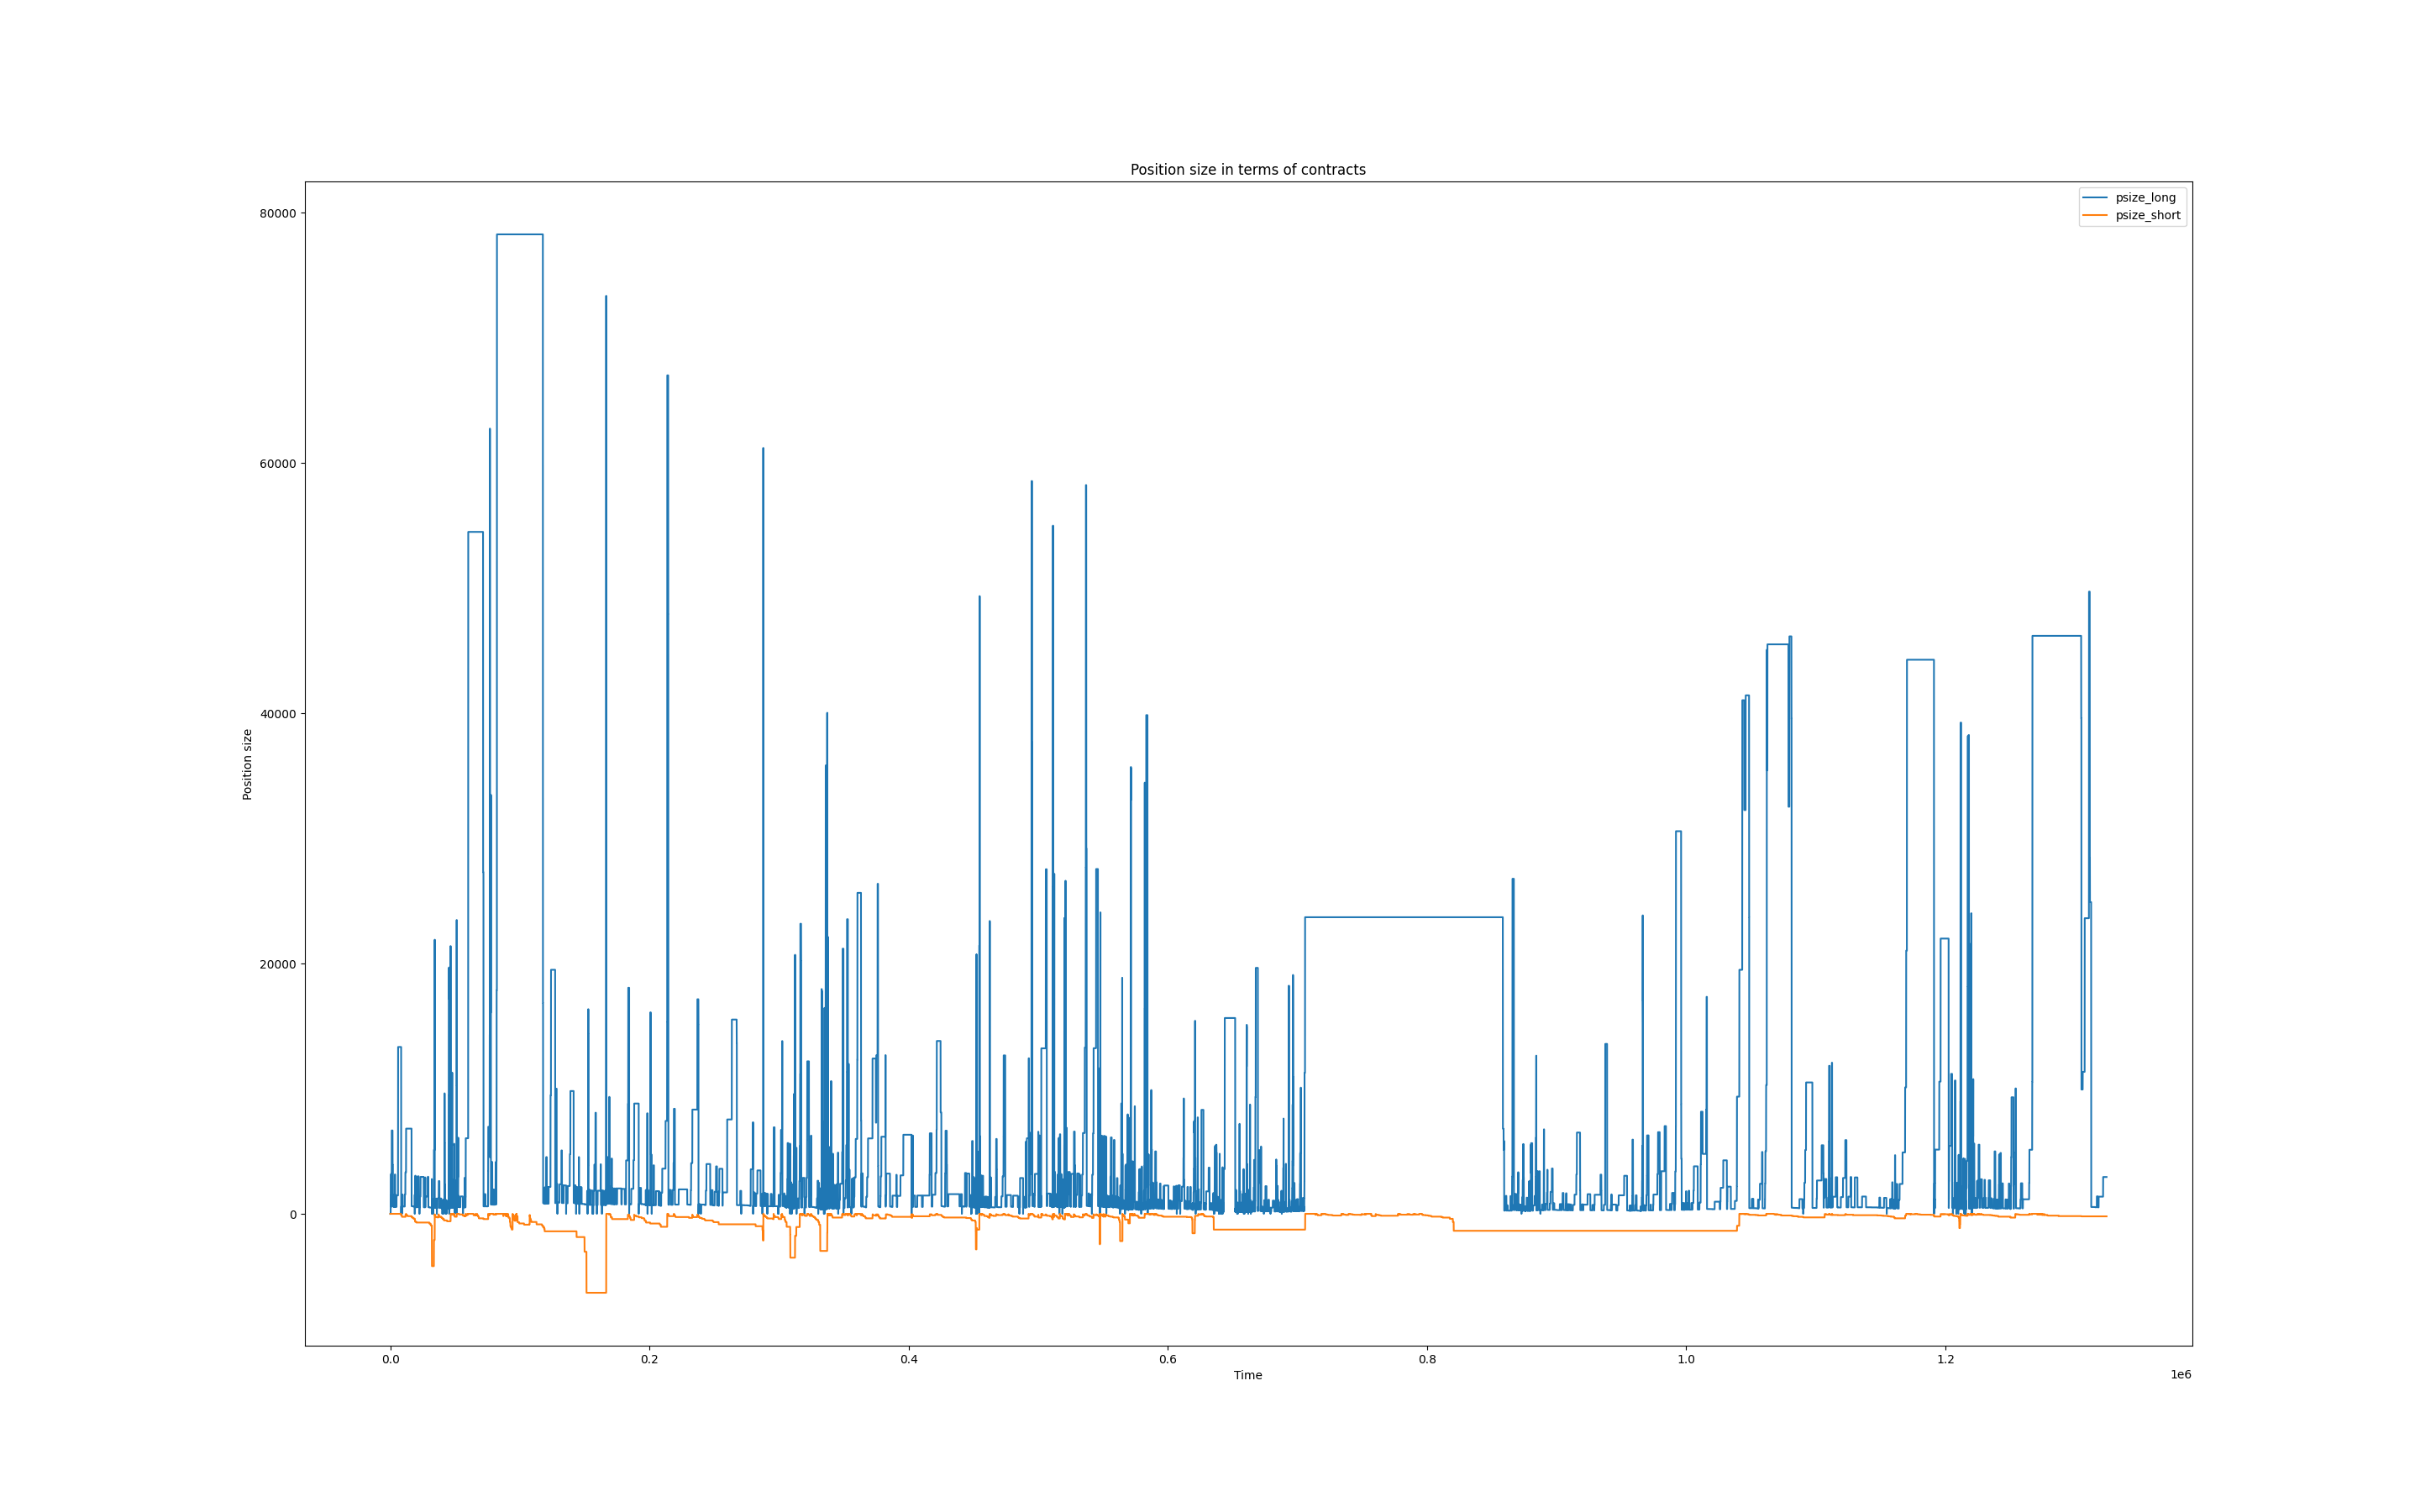 Position size in terms of contracts
psize_long
psize_short
80000
60000
40000
20000
0
Position size
0.0 0.2 0.4 0.6 0.8 1.0 1.2
Time
1e6